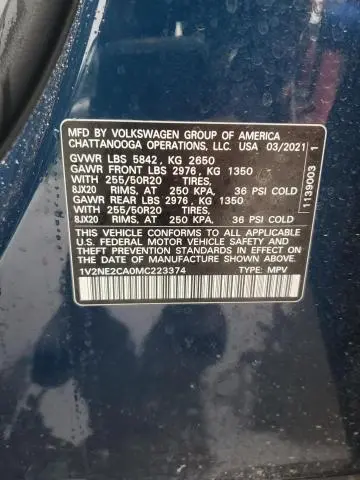 MFD BY VOLKSWAGEN GROUP OF AMERICA
CHATTANOOGA OPERATIONS, LLC. USA 03/2021
GVWR LBS 5842, KG 2650
GAWR FRONT LBS 2976, KG 1350
WITH 255/50R20 TIRES,
8JX20 RIMS, AT 250 KPA. 36 PSI COLD
GAWR REAR LBS 2976, KG 1350
WITH 255/50R20 TIRES,
8JX20 RIMS, AT 250 KPA. 36 PSI COLD
THIS VEHICLE CONFORMS TO ALL APPLICABLE
U.S. FEDERAL MOTOR VEHICLE SAFETY AND
THEFT PREVENTION STANDARDS IN EFFECT ON
THE DATE OF MANUFACTURE SHOWN ABOVE.
1V2NE2CA0MC223374 TYPE: MPV
1139003 1